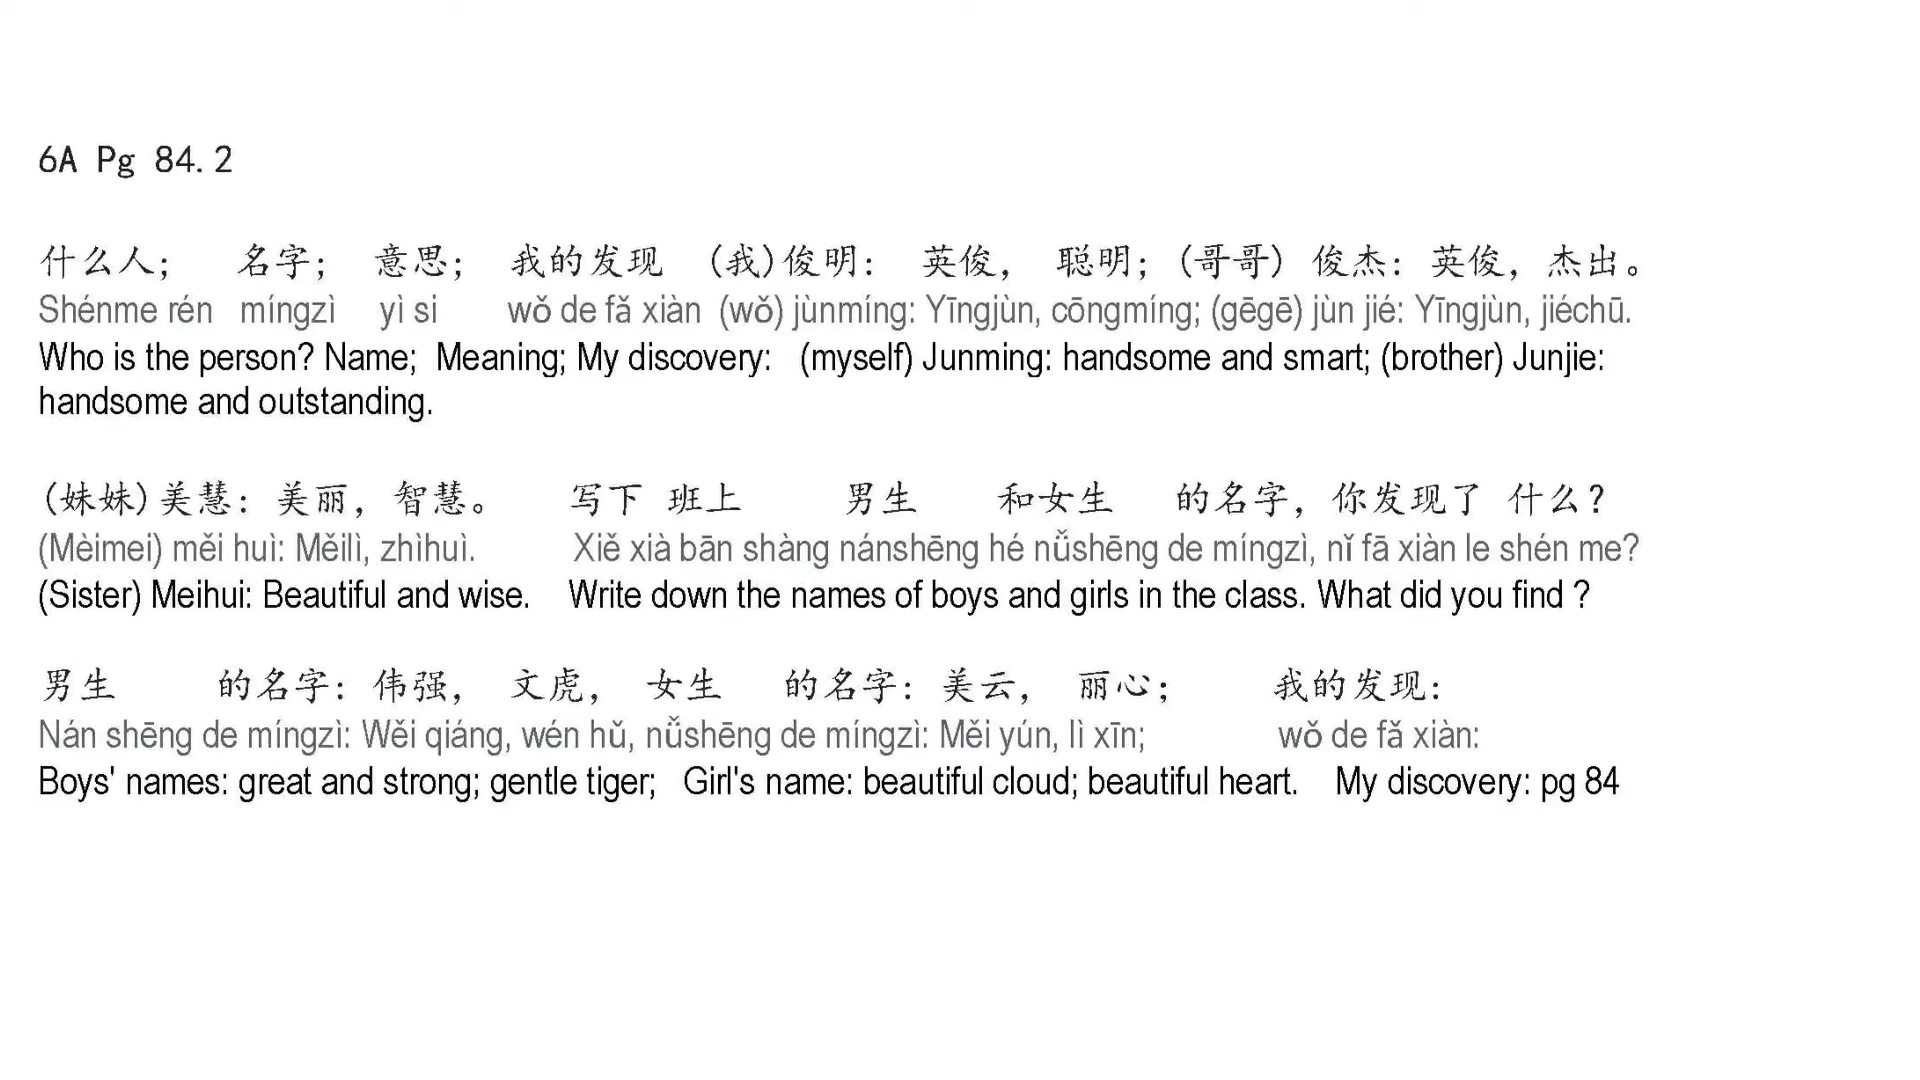 6A Pg 84.2
什么人； 名字； 意思； 我的发现 （我）俊明： 英俊， 聪明；（哥哥） 俊杰：英俊，杰出。
Shénme rén míngzì yì si wǒ de fǎ xiàn (wǒ) jùnmíng: Yīngjùn, cōngmíng; (gēgē) jùn jié: Yīngjùn, jiéchū.
Who is the person? Name; Meaning; My discovery: (myself) Junming: handsome and smart; (brother) Junjie:
handsome and outstanding.
（妹妹）美慧：美丽，智慧。 写下 班上 男生 和女生 的名字，你发现了 什么？
(Mèimei) měi huì: Měilì, zhìhuì. Xiě xià bān shàng nánshēng hé nǚshēng de míngzì, nǐ fā xiàn le shén me?
(Sister) Meihui: Beautiful and wise. Write down the names of boys and girls in the class. What did you find ?
男生 的名字：伟强， 文虎， 女生 的名字：美云， 丽心； 我的发现：
Nán shēng de míngzì: Wěi qiáng, wén hǔ, nǚshēng de míngzì: Měi yún, lì xīn; wǒ de fǎ xiàn:
Boys' names: great and strong; gentle tiger; Girl's name: beautiful cloud; beautiful heart. My discovery: pg 84